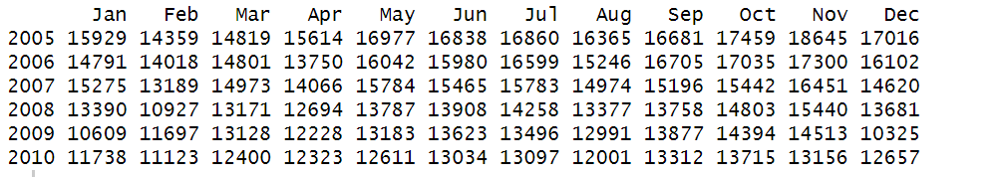 Jan Feb Mar Apr May Jun Jul Aug Sep Oct Nov Dec
2005 15929 14359 14819 15614 16977 16838 16860 16365 16681 17459 18645 17016
2006 14791 14018 14801 13750 16042 15980 16599 15246 16705 17035 17300 16102
2007 15275 13189 14973 14066 15784 15465 15783 14974 15196 15442 16451 14620
2008 13390 10927 13171 12694 13787 13908 14258 13377 13758 14803 15440 13681
2009 10609 11697 13128 12228 13183 13623 13496 12991 13877 14394 14513 10325
2010 11738 11123 12400 12323 12611 13034 13097 12001 13312 13715 13156 12657